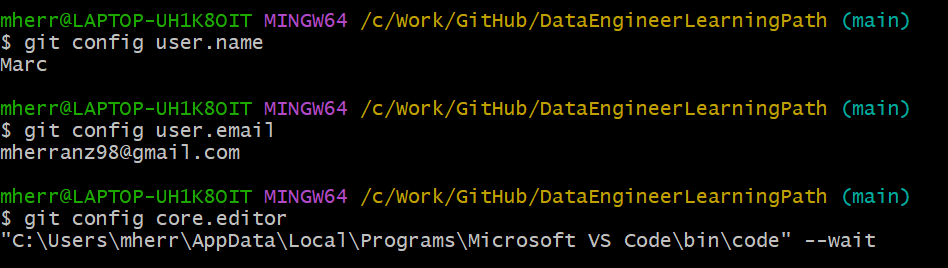 mherr@LAPTOP-UH1K8OIT MINGW64 /c/Work/GitHub/DataEngineerLearningPath (main)
$ git config user.name
Marc
mherr@LAPTOP-UH1K8OIT MINGW64 /c/Work/GitHub/DataEngineerLearningPath (main)
$ git config user.email
mherranz98@gmail.com
mherr@LAPTOP-UH1K8OIT MINGW64 /c/Work/GitHub/DataEngineerLearningPath (main)
$ git config core.editor
"C:\Users\mherr\AppData\Local\Programs\Microsoft VS Code\bin\code" --wait